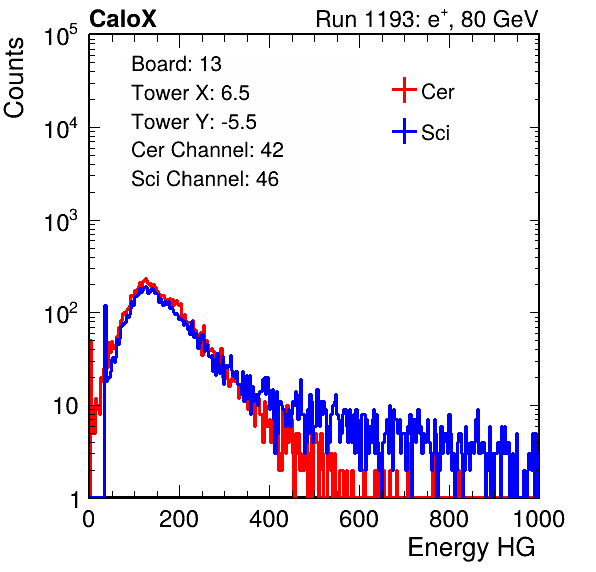 CaloX Run 1193: e⁺, 80 GeV
Counts
10⁵
10⁴
10³
10²
10
1
Board: 13
Tower X: 6.5
Tower Y: -5.5
Cer Channel: 42
Sci Channel: 46
Cer
Sci
0 200 400 600 800 1000
Energy HG